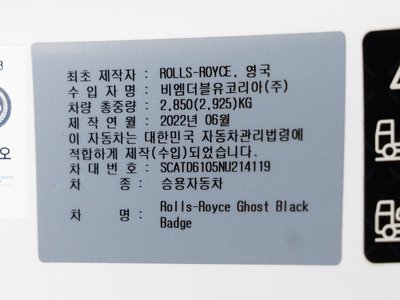 최초 제작자 : ROLLS-ROYCE, 영국
수 입 자 명 : 비엠더블유코리아(주)
차량 총중량 : 2,850(2,925)KG
제 작 연 월 : 2022년 06월
이 자동차는 대한민국 자동차관리법령에
적합하게 제작(수입)되었습니다.
차 대 번 호 : SCATD6105NU214119
차 종 : 승용자동차
차 명 : Rolls-Royce Ghost Black
Badge
오